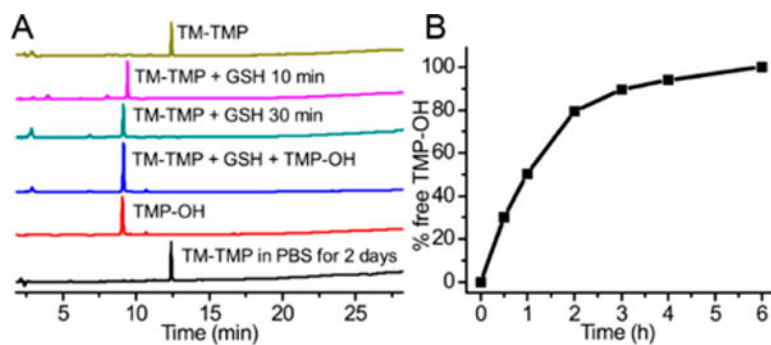 A
TM-TMP
TM-TMP + GSH 10 min
TM-TMP + GSH 30 min
TM-TMP + GSH + TMP-OH
TMP-OH
TM-TMP in PBS for 2 days
5 10 15 20 25
Time (min)
B
% free TMP-OH
100
80
60
40
20
0
0 1 2 3 4 5 6
Time (h)